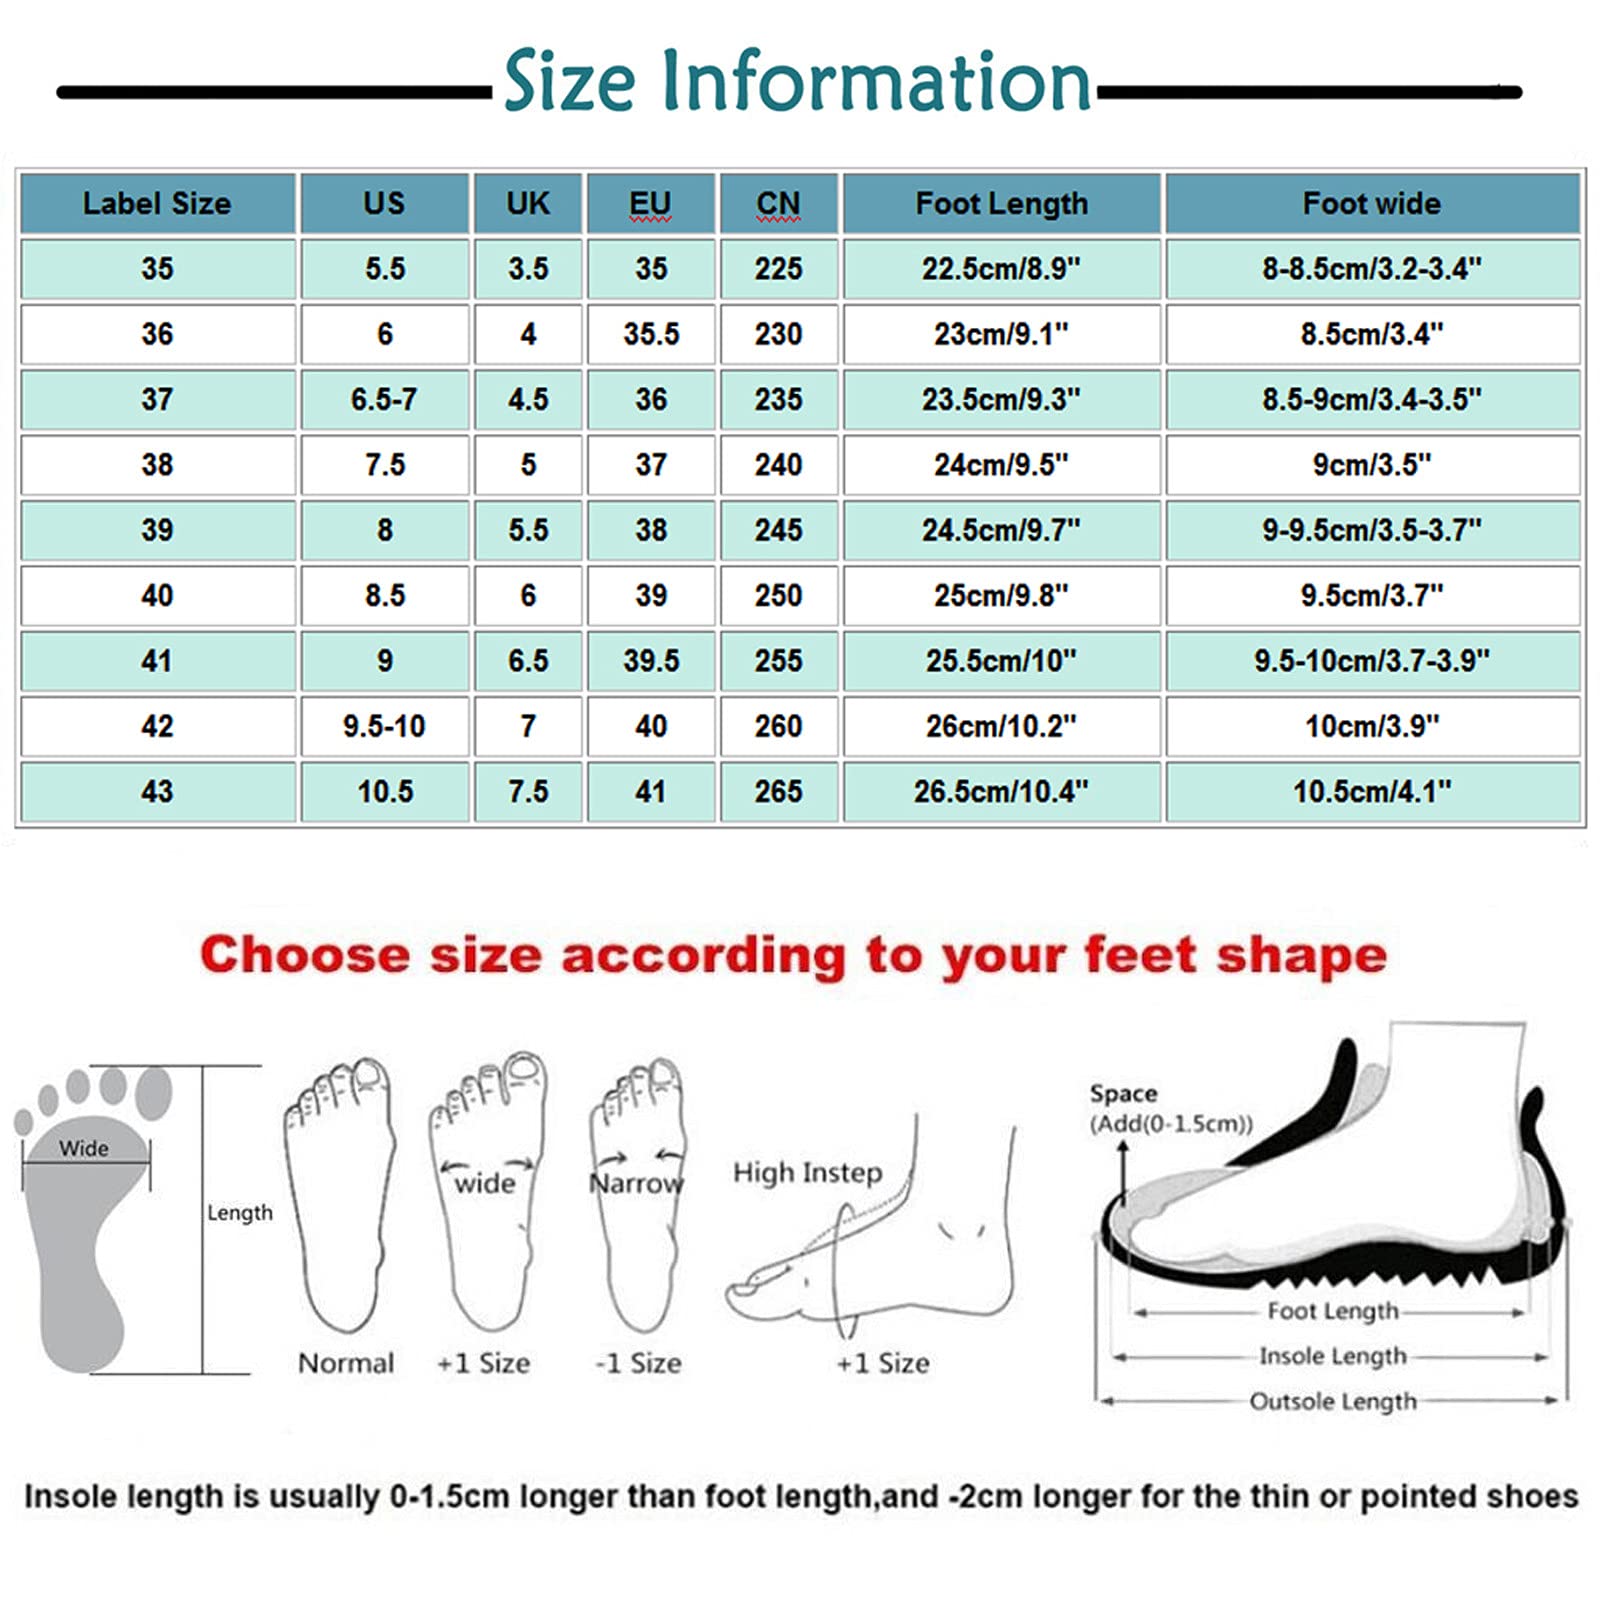 Size Information
Label Size US UK EU CN Foot Length Foot wide
35 5.5 3.5 35 225 22.5cm/8.9" 8-8.5cm/3.2-3.4"
36 6 4 35.5 230 23cm/9.1" 8.5cm/3.4"
37 6.5-7 4.5 36 235 23.5cm/9.3" 8.5-9cm/3.4-3.5"
38 7.5 5 37 240 24cm/9.5" 9cm/3.5"
39 8 5.5 38 245 24.5cm/9.7" 9-9.5cm/3.5-3.7"
40 8.5 6 39 250 25cm/9.8" 9.5cm/3.7"
41 9 6.5 39.5 255 25.5cm/10" 9.5-10cm/3.7-3.9"
42 9.5-10 7 40 260 26cm/10.2" 10cm/3.9"
43 10.5 7.5 41 265 26.5cm/10.4" 10.5cm/4.1"
Choose size according to your feet shape
Wide
Length
Normal
wide
+1 Size
Narrow
-1 Size
High Instep
+1 Size
Space
(Add(0-1.5cm))
Foot Length
Insole Length
Outsole Length
Insole length is usually 0-1.5cm longer than foot length,and -2cm longer for the thin or pointed shoes